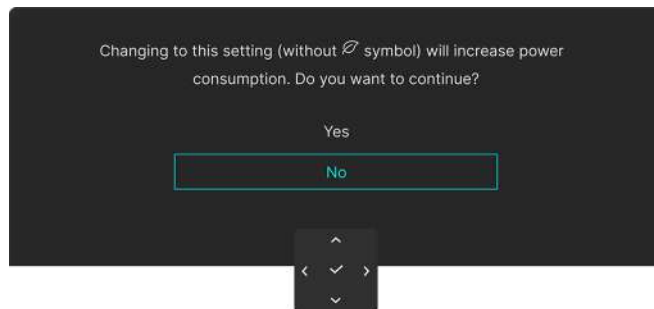 Changing to this setting (without symbol) will increase power
consumption. Do you want to continue?
Yes
No